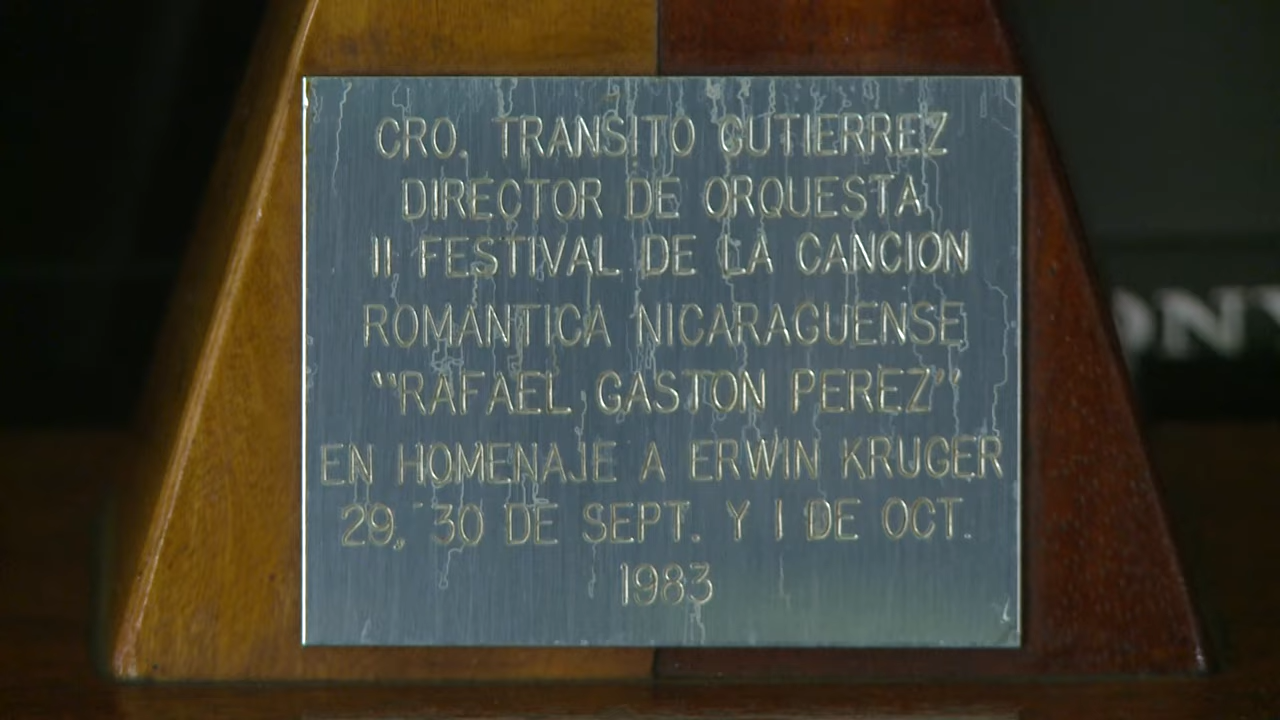 CRO. TRANSITO GUTIERREZ
DIRECTOR DE ORQUESTA
II FESTIVAL DE LA CANCION
ROMANTICA NICARAGUENSE
"RAFAEL GASTON PEREZ"
EN HOMENAJE A ERWIN KRUGER
29, 30 DE SEPT. Y I DE OCT.
1983